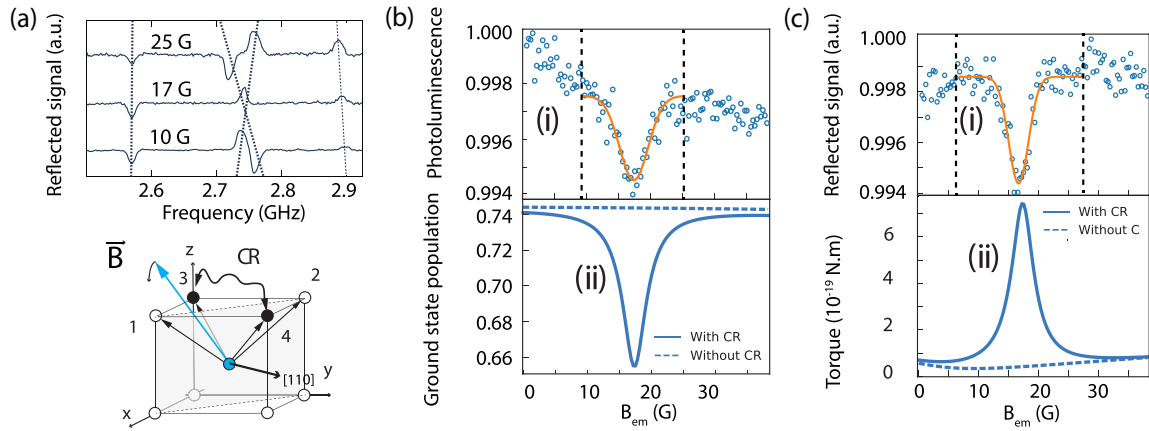 (a)
Reflected signal (a.u.)
25 G
17 G
10 G
2.6 2.7 2.8 2.9
Frequency (GHz)
B
z
3
CR
2
1
4
[110]
y
x
(b)
Photoluminescence
1.000
0.998
0.996
0.994
(i)
Ground state population
0.74
0.72
0.70
0.68
0.66
(ii)
With CR
Without CR
0 10 20 30
B_em (G)
(c)
Reflected signal (a.u.)
1.000
0.998
0.996
0.994
(i)
Torque (10⁻¹⁹ N.m)
6
4
2
0
(ii)
With CR
Without C
0 10 20 30
B_em (G)